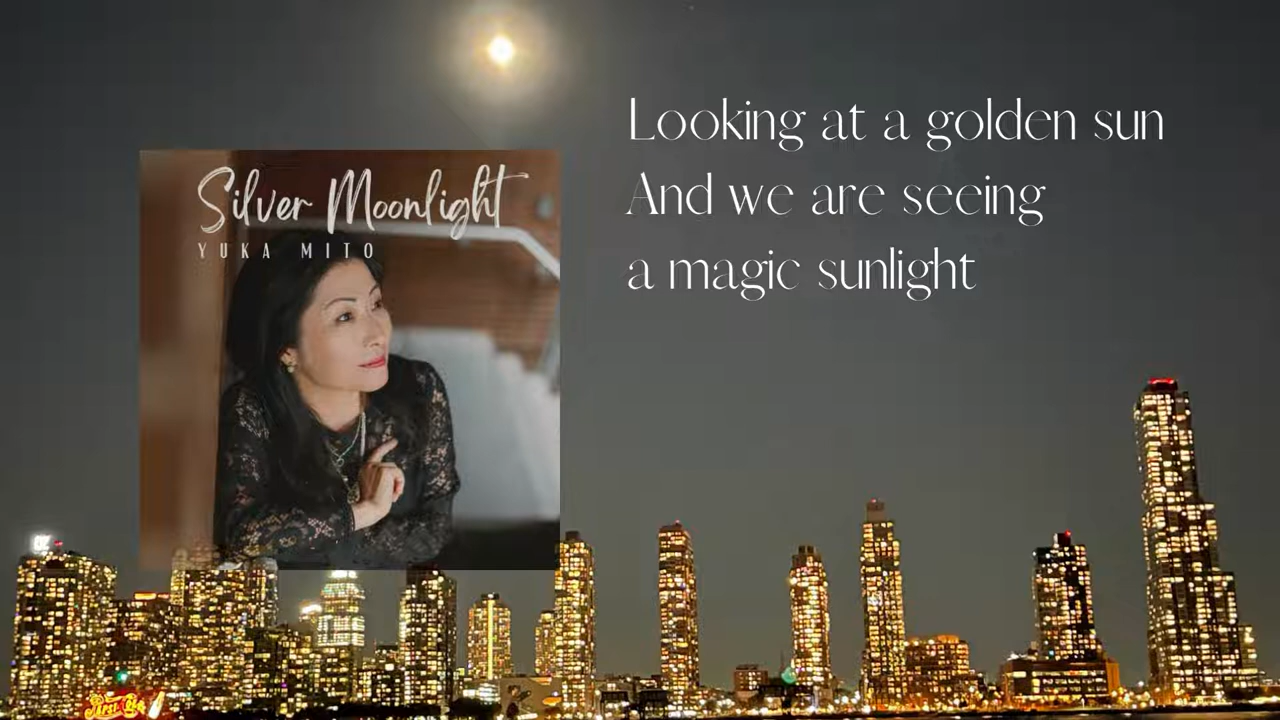 Silver Moonlight
YUKA MITO
Looking at a golden sun
And we are seeing
a magic sunlight